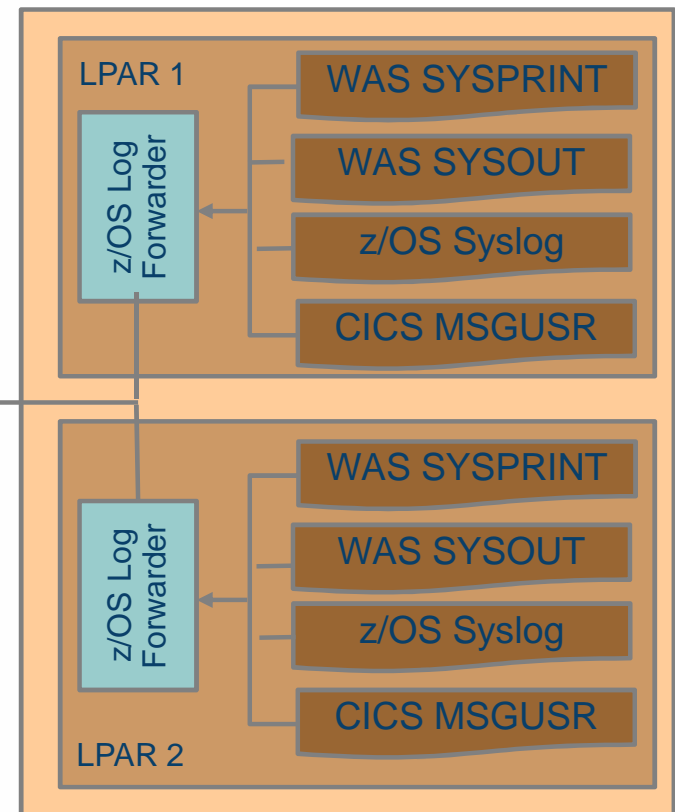 LPAR 1
z/OS Log
Forwarder
WAS SYSPRINT
WAS SYSOUT
z/OS Syslog
CICS MSGUSR
z/OS Log
Forwarder
WAS SYSPRINT
WAS SYSOUT
z/OS Syslog
CICS MSGUSR
LPAR 2